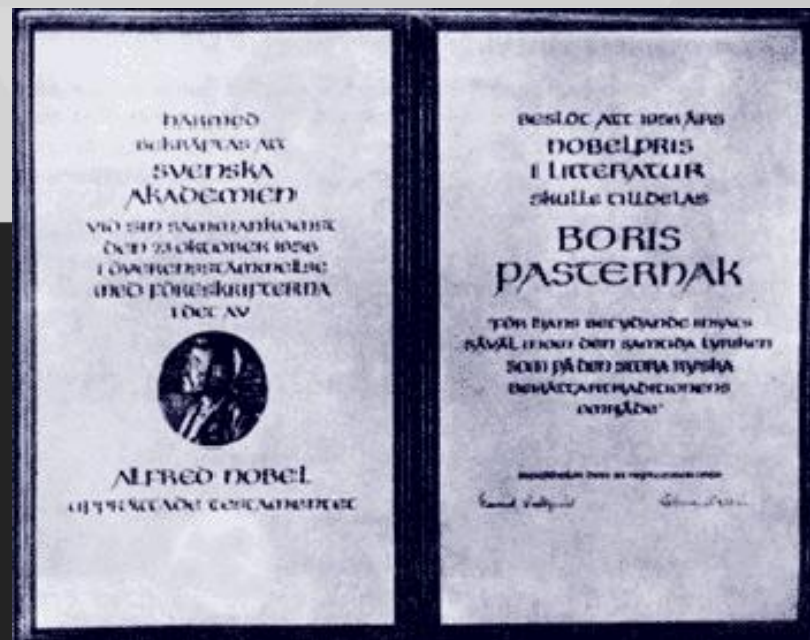 HÄRMED
BEKRÄFTAS ATT
SVENSKA
AKADEMIEN
VID SIN SAMMANKOMST
DEN 23 OKTOBER 1958
I ÖVERENSSTÄMMELSE
MED FÖRESKRIFTERNA
I DET AV
ALFRED NOBEL
UPPRÄTTADE TESTAMENTET
BESLÖT ATT 1958 ÅRS
NOBELPRIS
I LITTERATUR
SKULLE TILLDELAS
BORIS
PASTERNAK
"FÖR HANS BETYDANDE INSATS
SÅVÄL INOM DEN SAMTIDA LYRIKEN
SOM PÅ DEN STORA RYSKA
BERÄTTARTRADITIONENS
OMRÅDE"
STOCKHOLM DEN